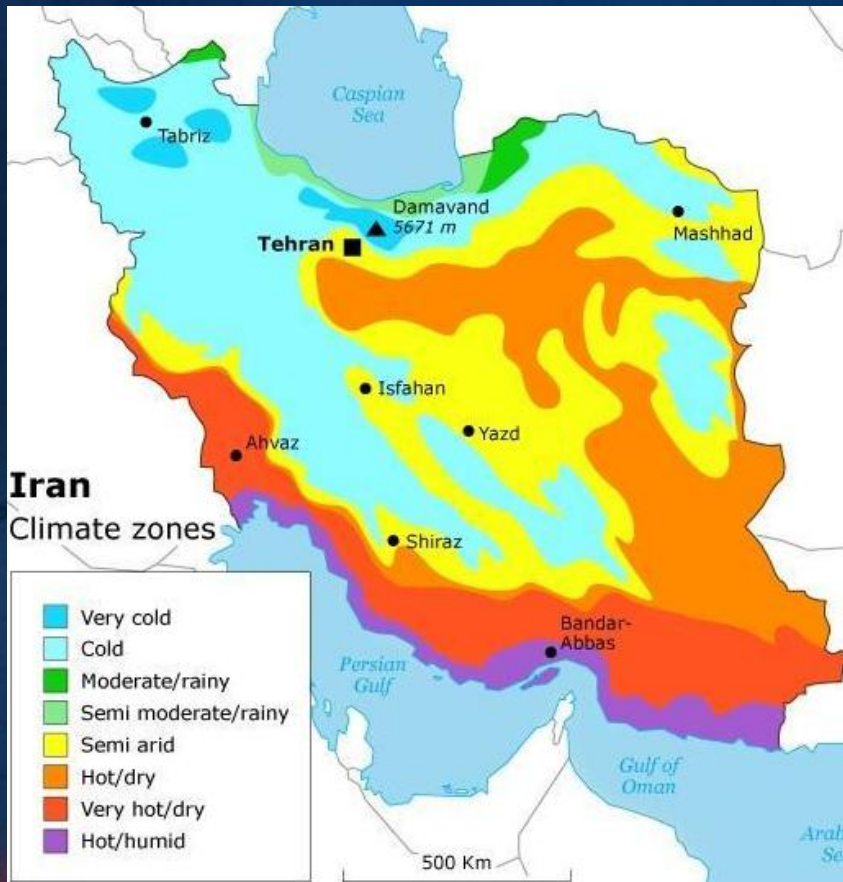 Caspian
Sea
Tabriz
Damavand
5671 m
Tehran
Mashhad
Isfahan
Yazd
Ahvaz
Iran
Climate zones
Shiraz
Very cold
Cold
Moderate/rainy
Semi moderate/rainy
Semi arid
Hot/dry
Very hot/dry
Hot/humid
Bandar-
Abbas
Persian
Gulf
Gulf of
Oman
500 Km